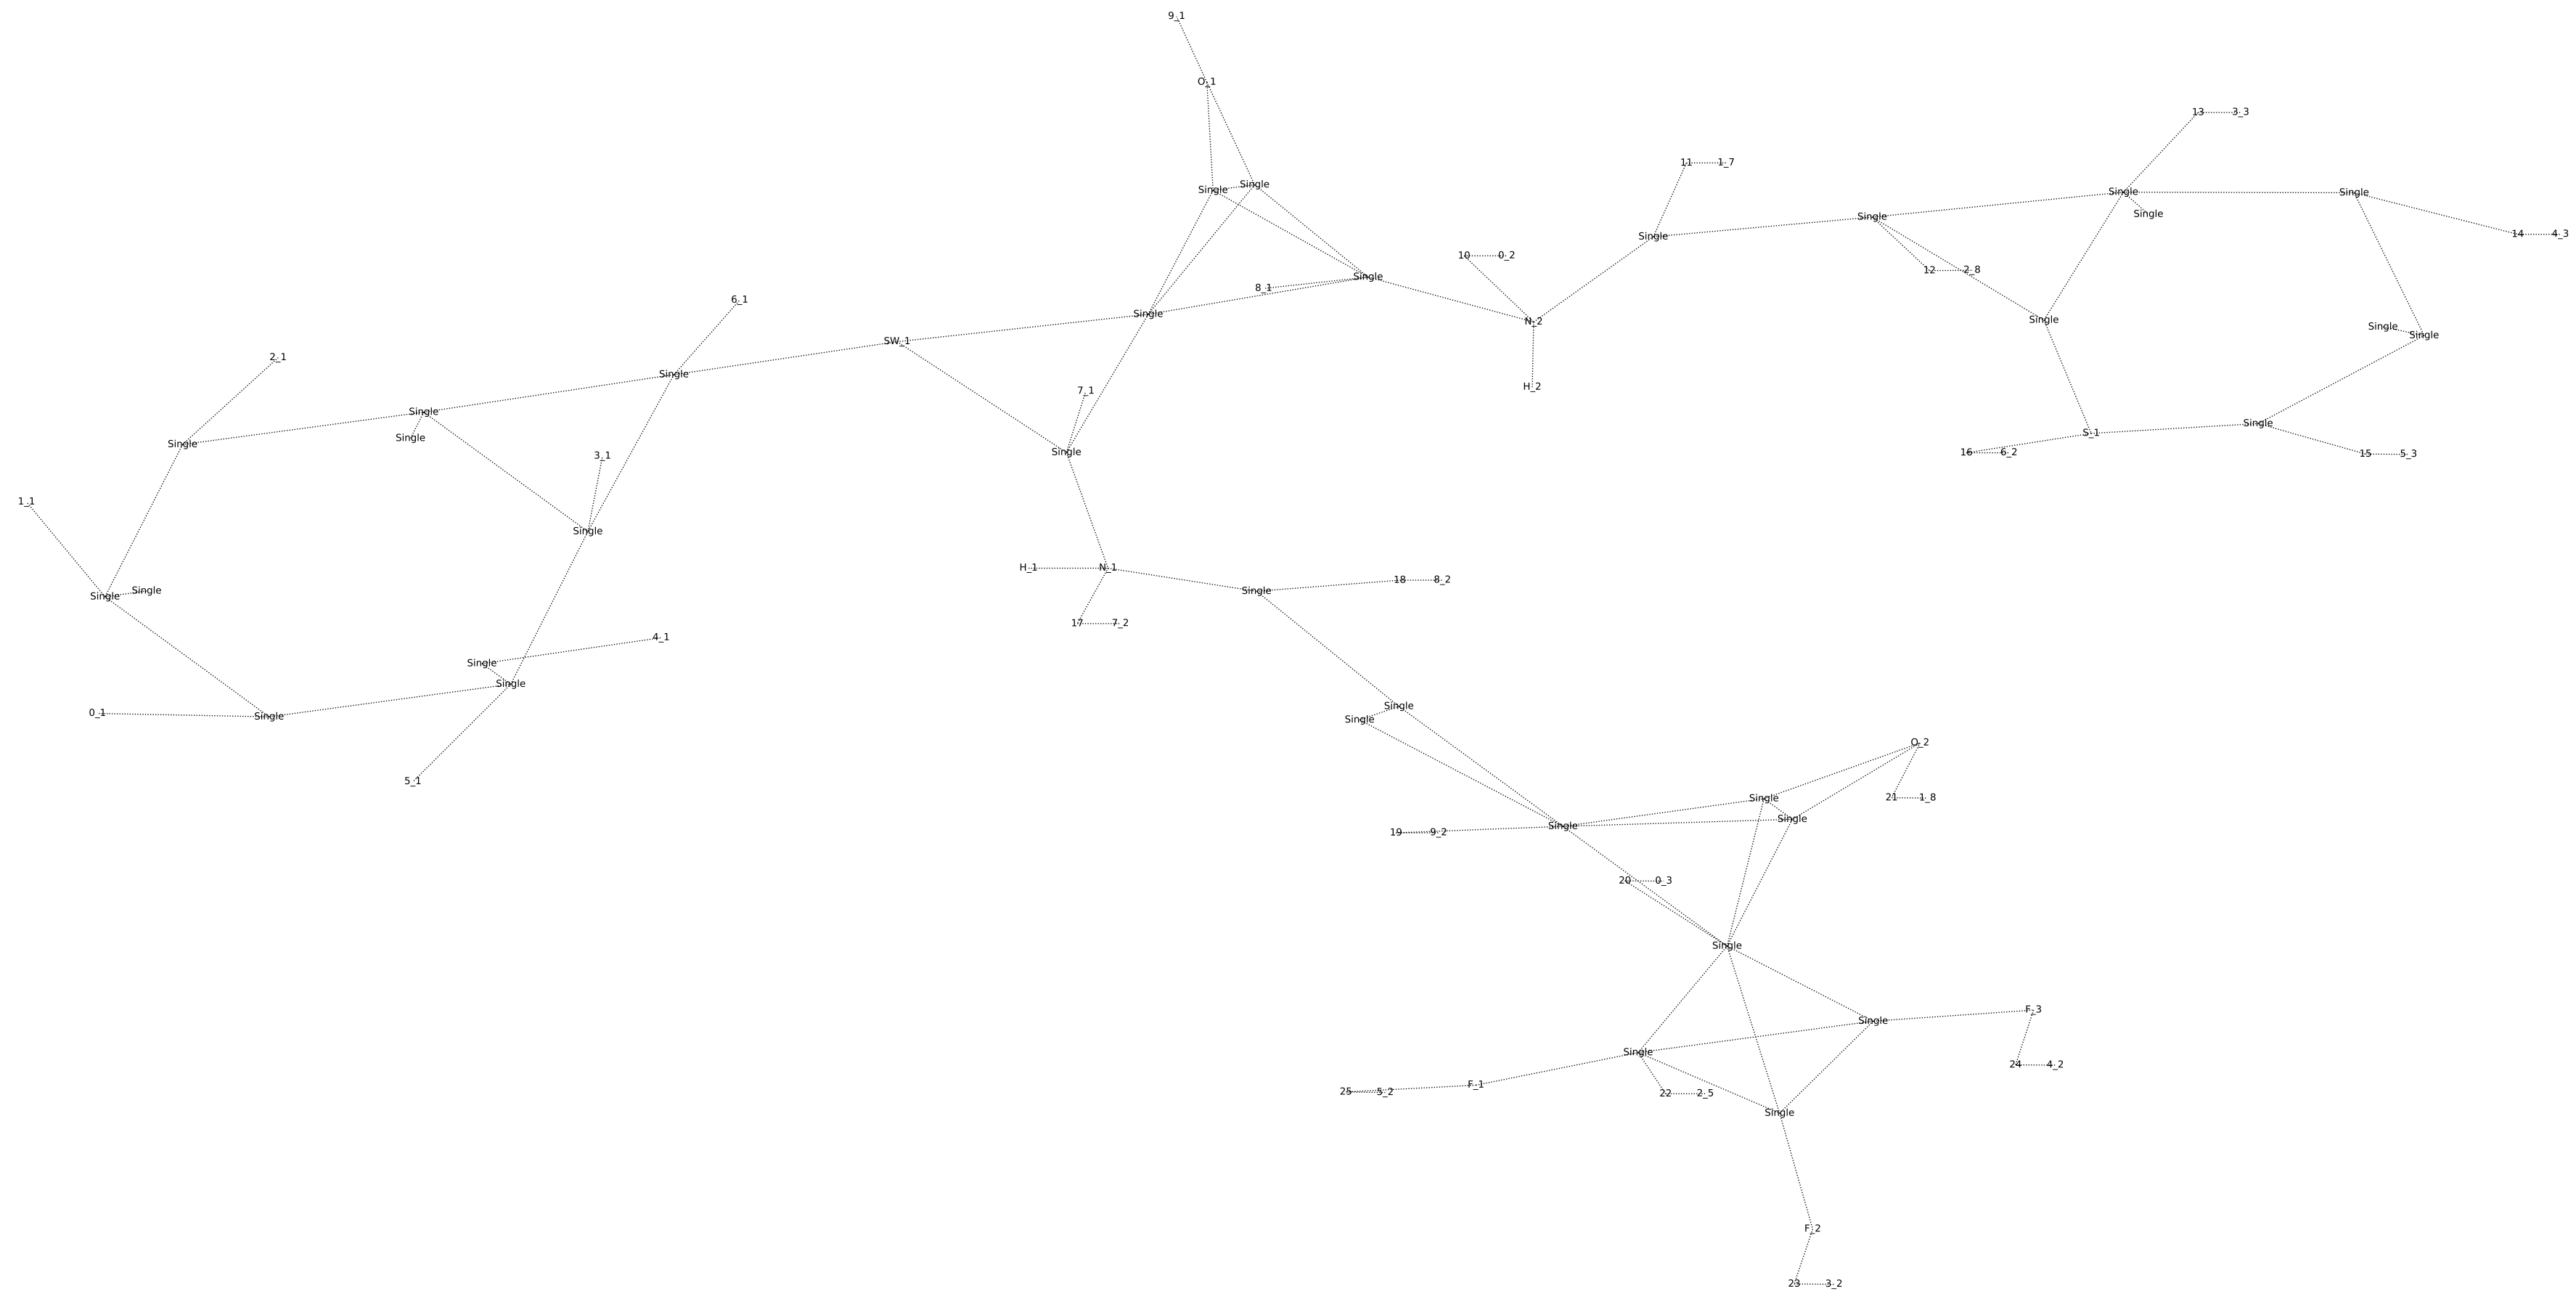 9_1
O_1
13 3_3
11 1_7
Single Single
Single Single
Single
Single
Single
14 4_3
10 0_2
12 2_8
Single
8_1
6_1
Single
Single
N_2
Single
Single
SW_1
2_1
Single
H_2
7_1
Single
Single
Single
Single
S_1
Single
16 6_2
15 5_3
3_1
1_1
Single
H_1 N_1
18 8_2
Single Single
Single
17 7_2
4_1
Single
Single
Single
0_1 Single
Single
O_2
5_1
Single
21 1_8
Single
Single
19 9_2
20 0_3
Single
F_3
Single
Single
24 4_2
F_1
25 5_2
22 2_5
Single
F_2
23 3_2